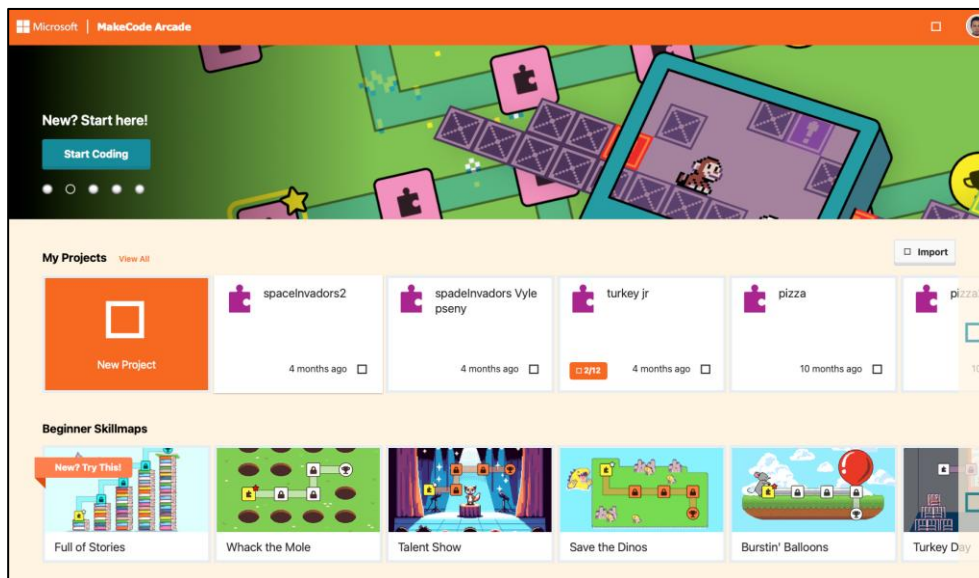 Microsoft | MakeCode Arcade
New? Start here!
Start Coding
My Projects View All
Import
New Project
spaceInvadors2
4 months ago
spadeInvadors Vyle
pseny
4 months ago
turkey jr
2/12
4 months ago
pizza
10 months ago
pizza
10
Beginner Skillmaps
New? Try This!
Full of Stories
Whack the Mole
Talent Show
Save the Dinos
Burstin' Balloons
Turkey Day